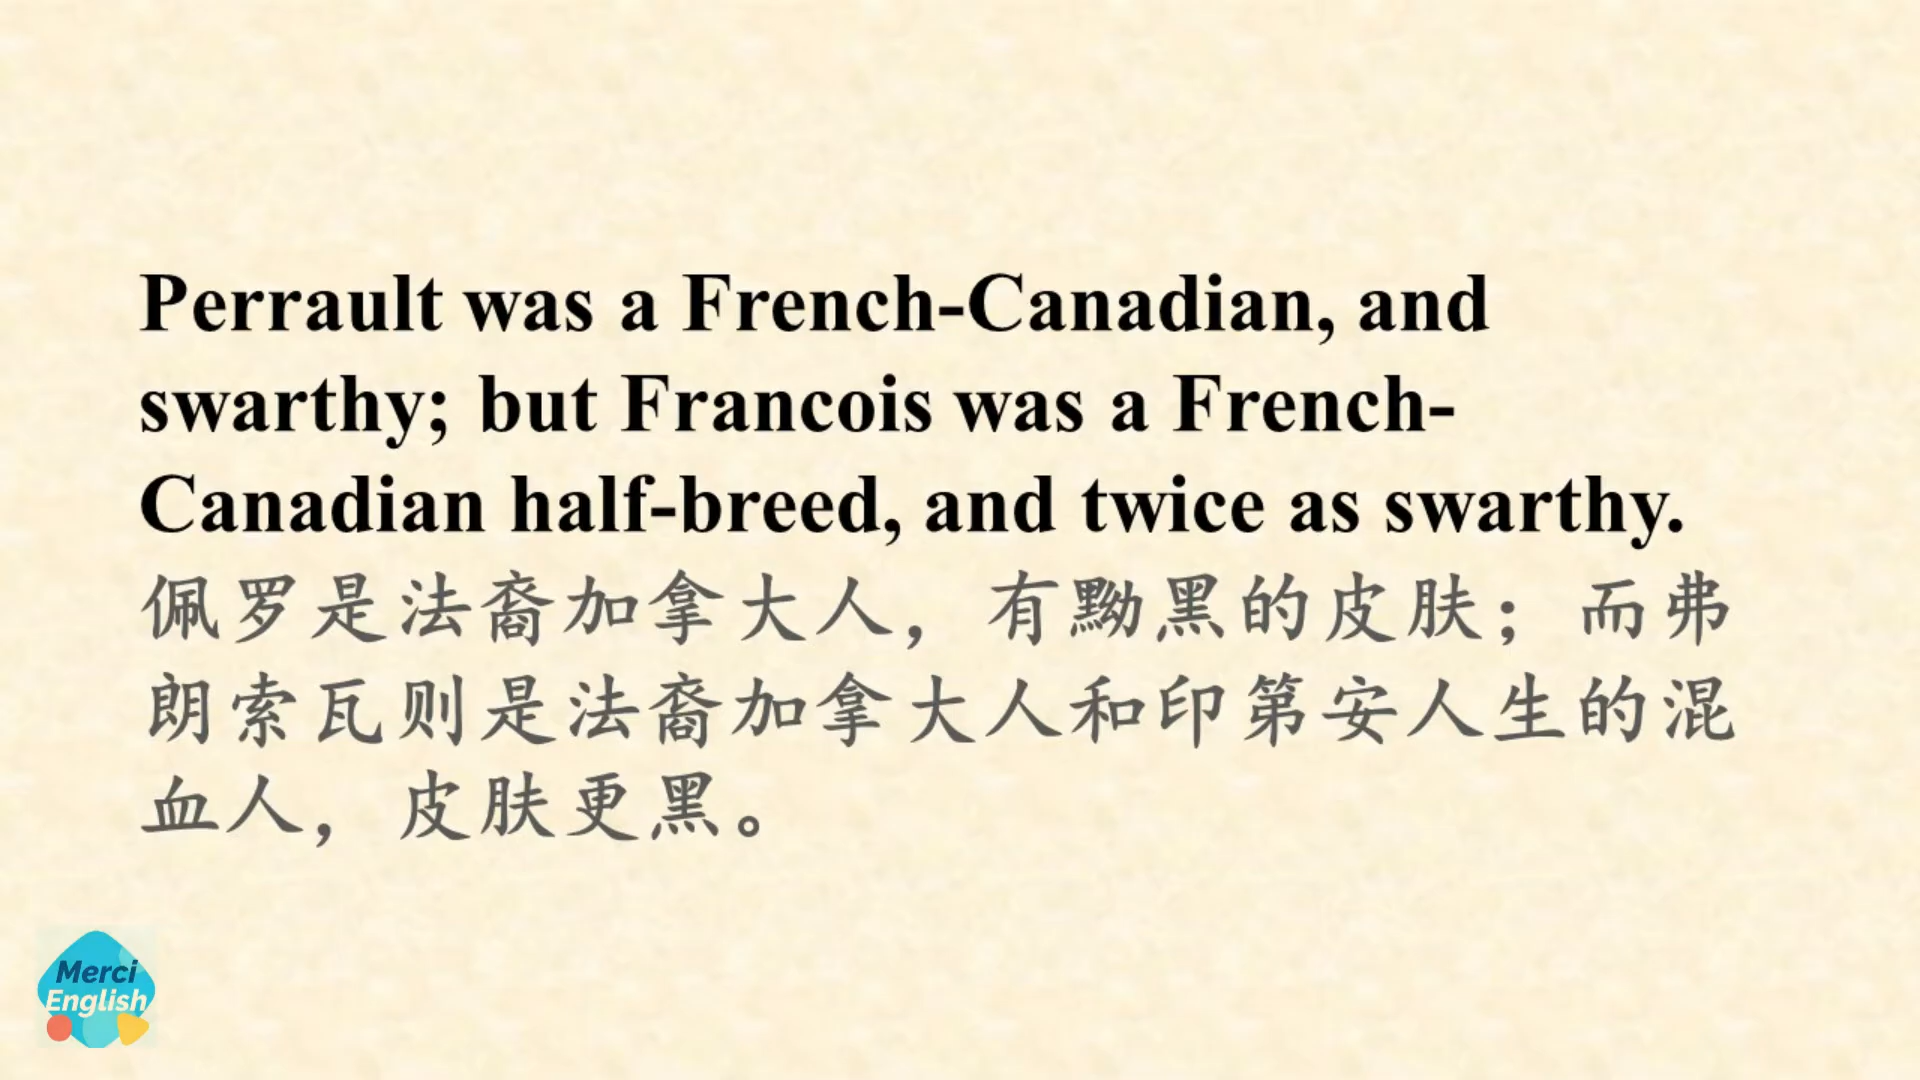 Perrault was a French-Canadian, and
swarthy; but Francois was a French-
Canadian half-breed, and twice as swarthy.
佩罗是法裔加拿大人，有黝黑的皮肤；而弗
朗索瓦则是法裔加拿大人和印第安人生的混
血人，皮肤更黑。
Merci
English